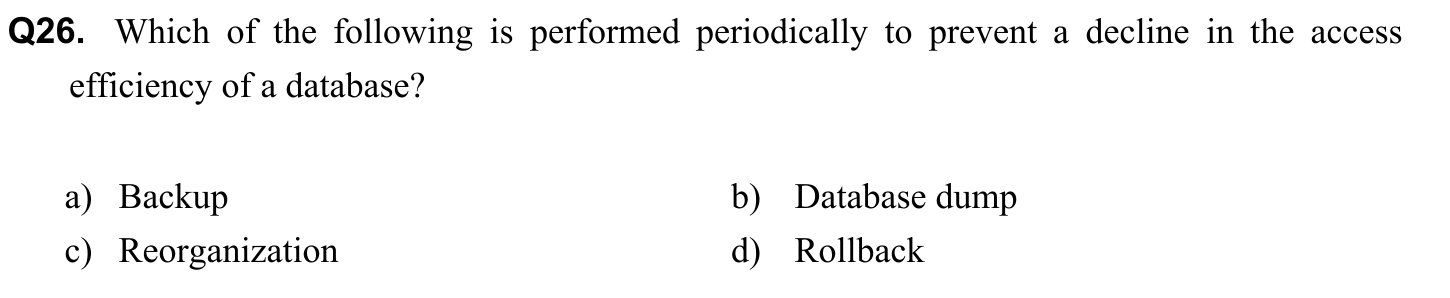 Q26. Which of the following is performed periodically to prevent a decline in the access
efficiency of a database?
a) Backup b) Database dump
c) Reorganization d) Rollback